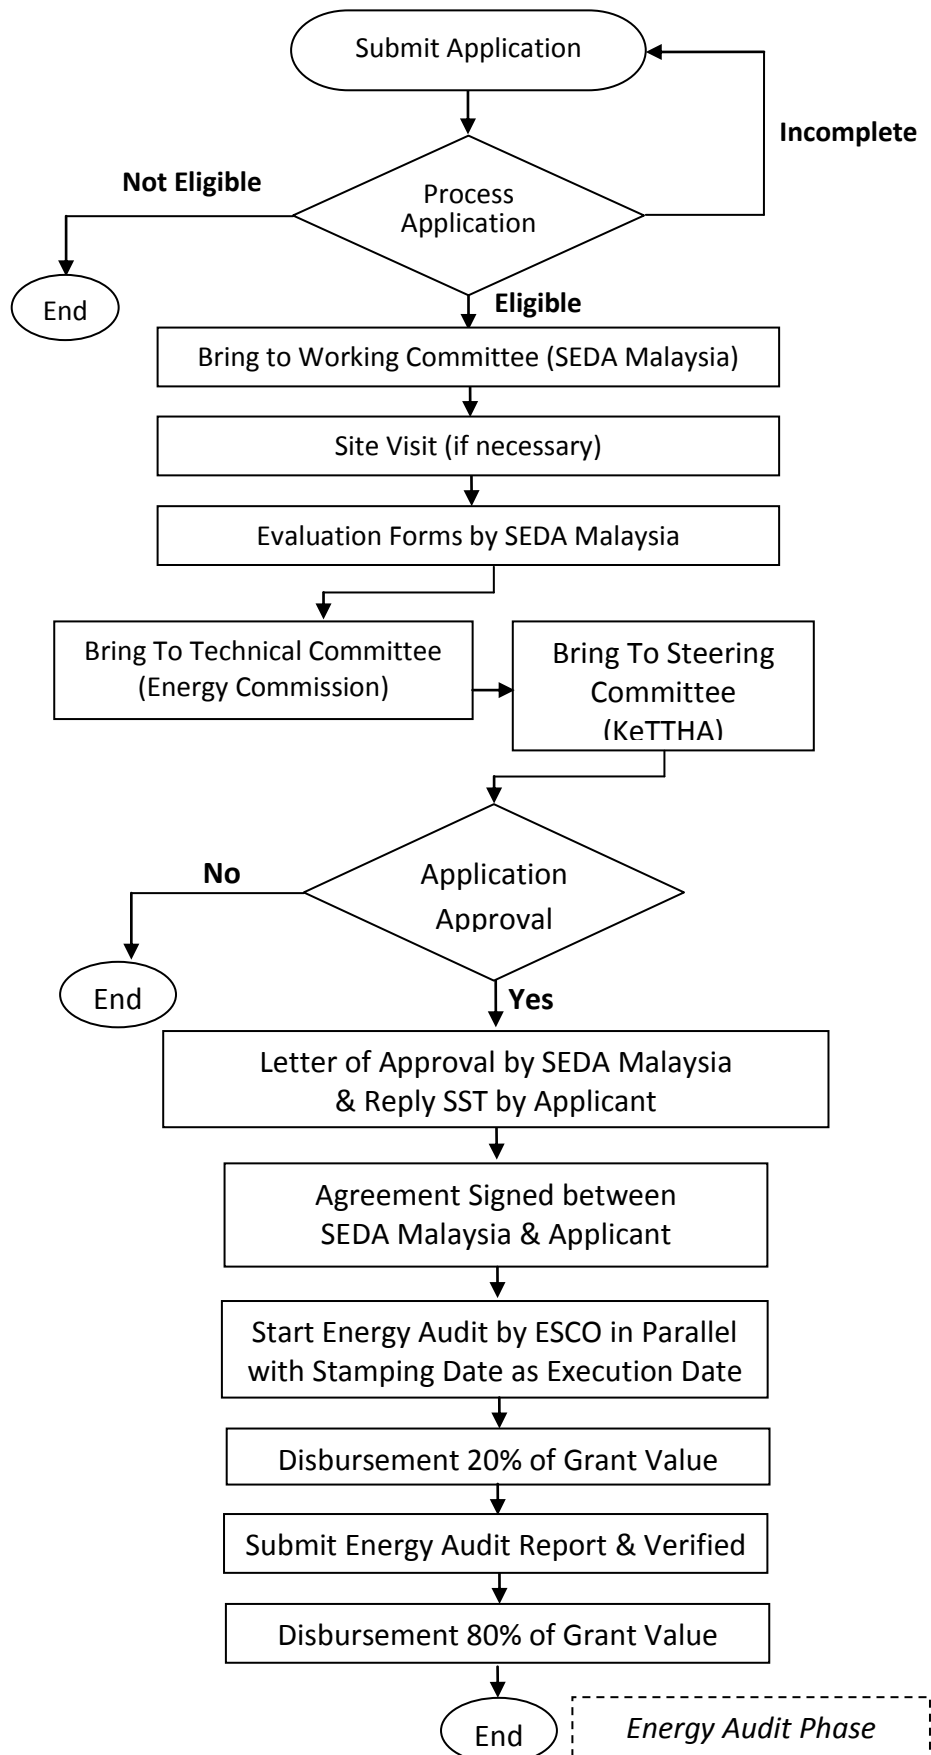 Submit Application
Incomplete
Not Eligible
Process
Application
End
Eligible
Bring to Working Committee (SEDA Malaysia)
Site Visit (if necessary)
Evaluation Forms by SEDA Malaysia
Bring To Technical Committee
(Energy Commission)
Bring To Steering
Committee
(KeTTHA)
No
Application
Approval
End
Yes
Letter of Approval by SEDA Malaysia
& Reply SST by Applicant
Agreement Signed between
SEDA Malaysia & Applicant
Start Energy Audit by ESCO in Parallel
with Stamping Date as Execution Date
Disbursement 20% of Grant Value
Submit Energy Audit Report & Verified
Disbursement 80% of Grant Value
End
Energy Audit Phase